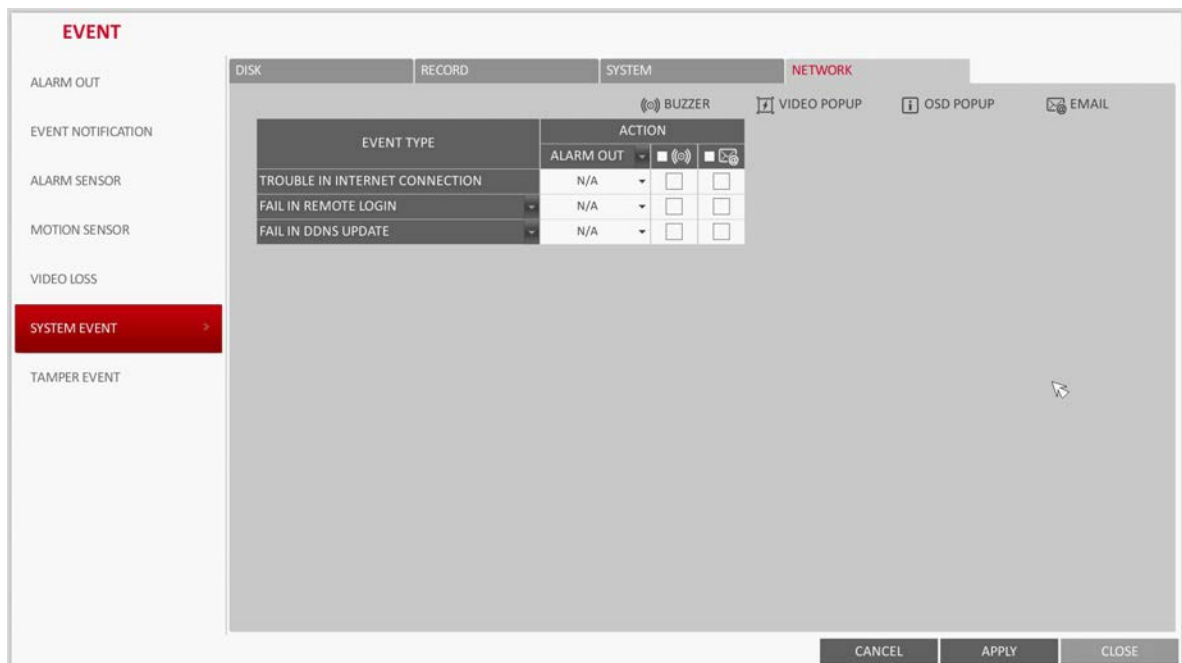 EVENT
ALARM OUT
EVENT NOTIFICATION
ALARM SENSOR
MOTION SENSOR
VIDEO LOSS
SYSTEM EVENT >
TAMPER EVENT
DISK RECORD SYSTEM NETWORK
BUZZER VIDEO POPUP OSD POPUP EMAIL
EVENT TYPE ACTION
ALARM OUT
TROUBLE IN INTERNET CONNECTION N/A
FAIL IN REMOTE LOGIN N/A
FAIL IN DDNS UPDATE N/A
CANCEL APPLY CLOSE